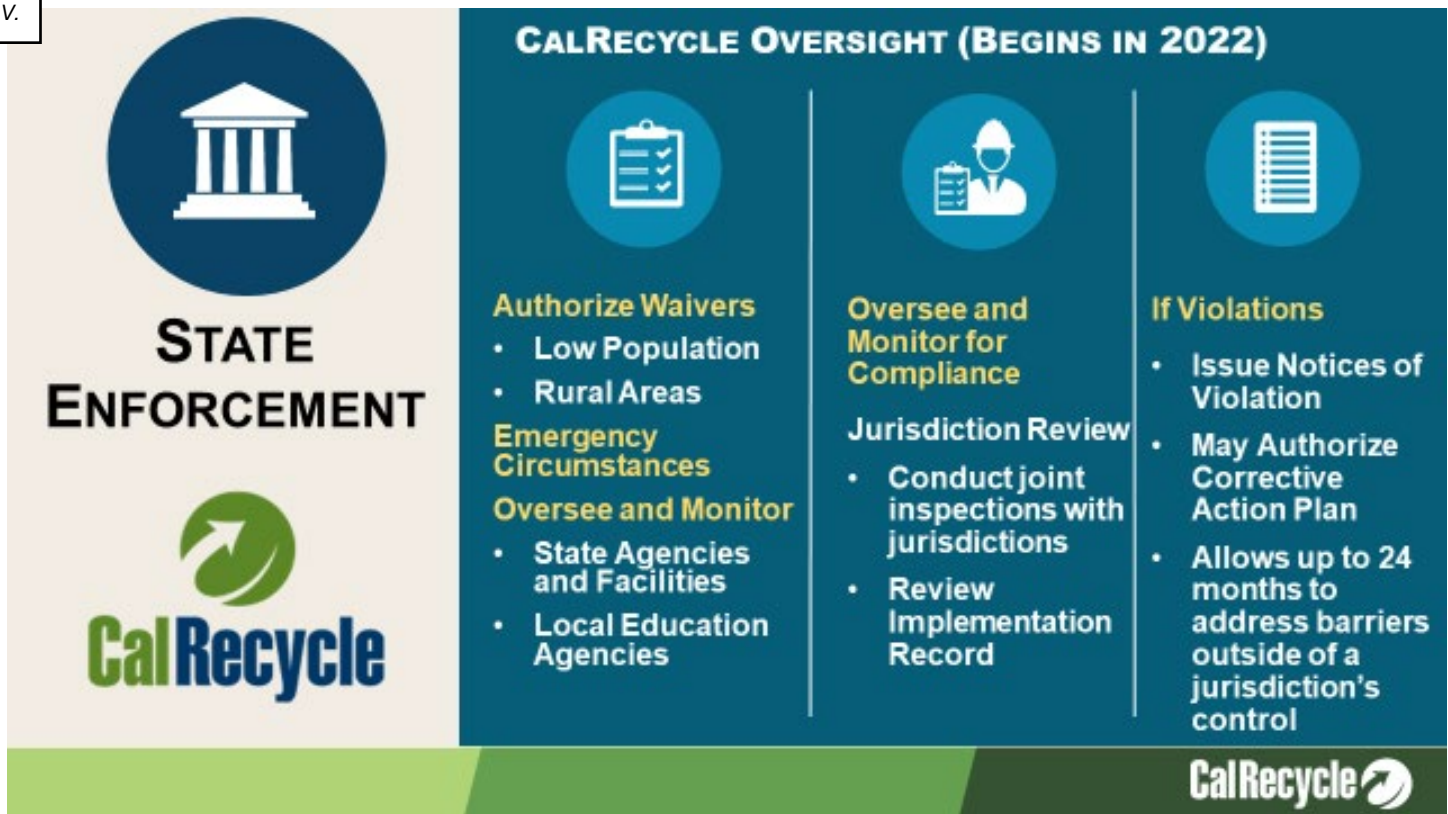 V.
STATE
ENFORCEMENT
CalRecycle
CALRECYCLE OVERSIGHT (BEGINS IN 2022)
Authorize Waivers
• Low Population
• Rural Areas
Emergency
Circumstances
Oversee and Monitor
• State Agencies
and Facilities
• Local Education
Agencies
Oversee and
Monitor for
Compliance
Jurisdiction Review
• Conduct joint
inspections with
jurisdictions
• Review
Implementation
Record
If Violations
• Issue Notices of
Violation
• May Authorize
Corrective
Action Plan
• Allows up to 24
months to
address barriers
outside of a
jurisdiction's
control
CalRecycle